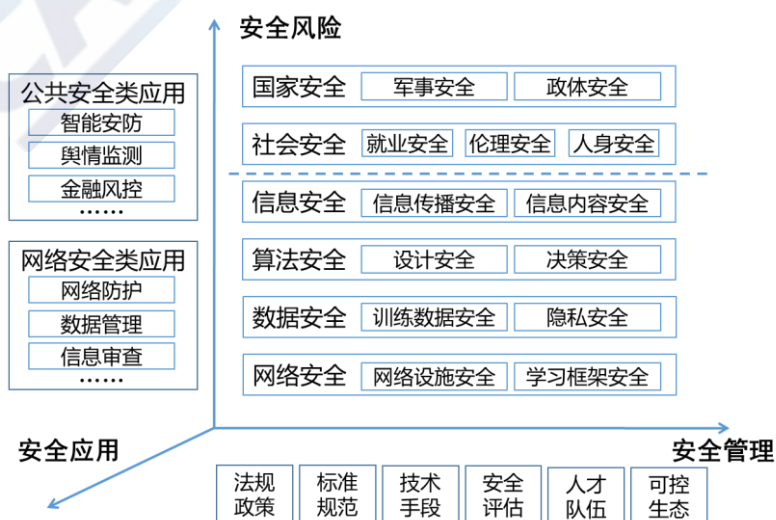 安全风险
公共安全类应用
智能安防
舆情监测
金融风控
……
网络安全类应用
网络防护
数据管理
信息审查
……
国家安全 军事安全 政体安全
社会安全 就业安全 伦理安全 人身安全
信息安全 信息传播安全 信息内容安全
算法安全 设计安全 决策安全
数据安全 训练数据安全 隐私安全
网络安全 网络设施安全 学习框架安全
安全应用
安全管理
法规
政策
标准
规范
技术
手段
安全
评估
人才
队伍
可控
生态